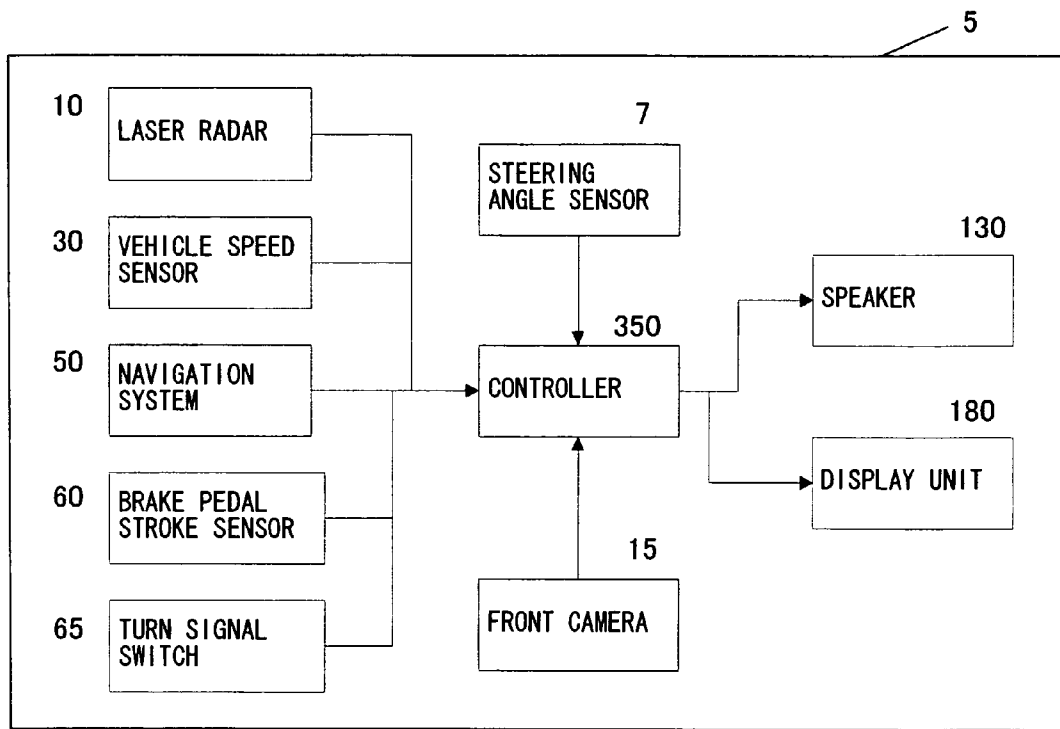 5
10
LASER RADAR
30
VEHICLE SPEED
SENSOR
50
NAVIGATION
SYSTEM
60
BRAKE PEDAL
STROKE SENSOR
65
TURN SIGNAL
SWITCH
7
STEERING
ANGLE SENSOR
350
CONTROLLER
15
FRONT CAMERA
130
SPEAKER
180
DISPLAY UNIT